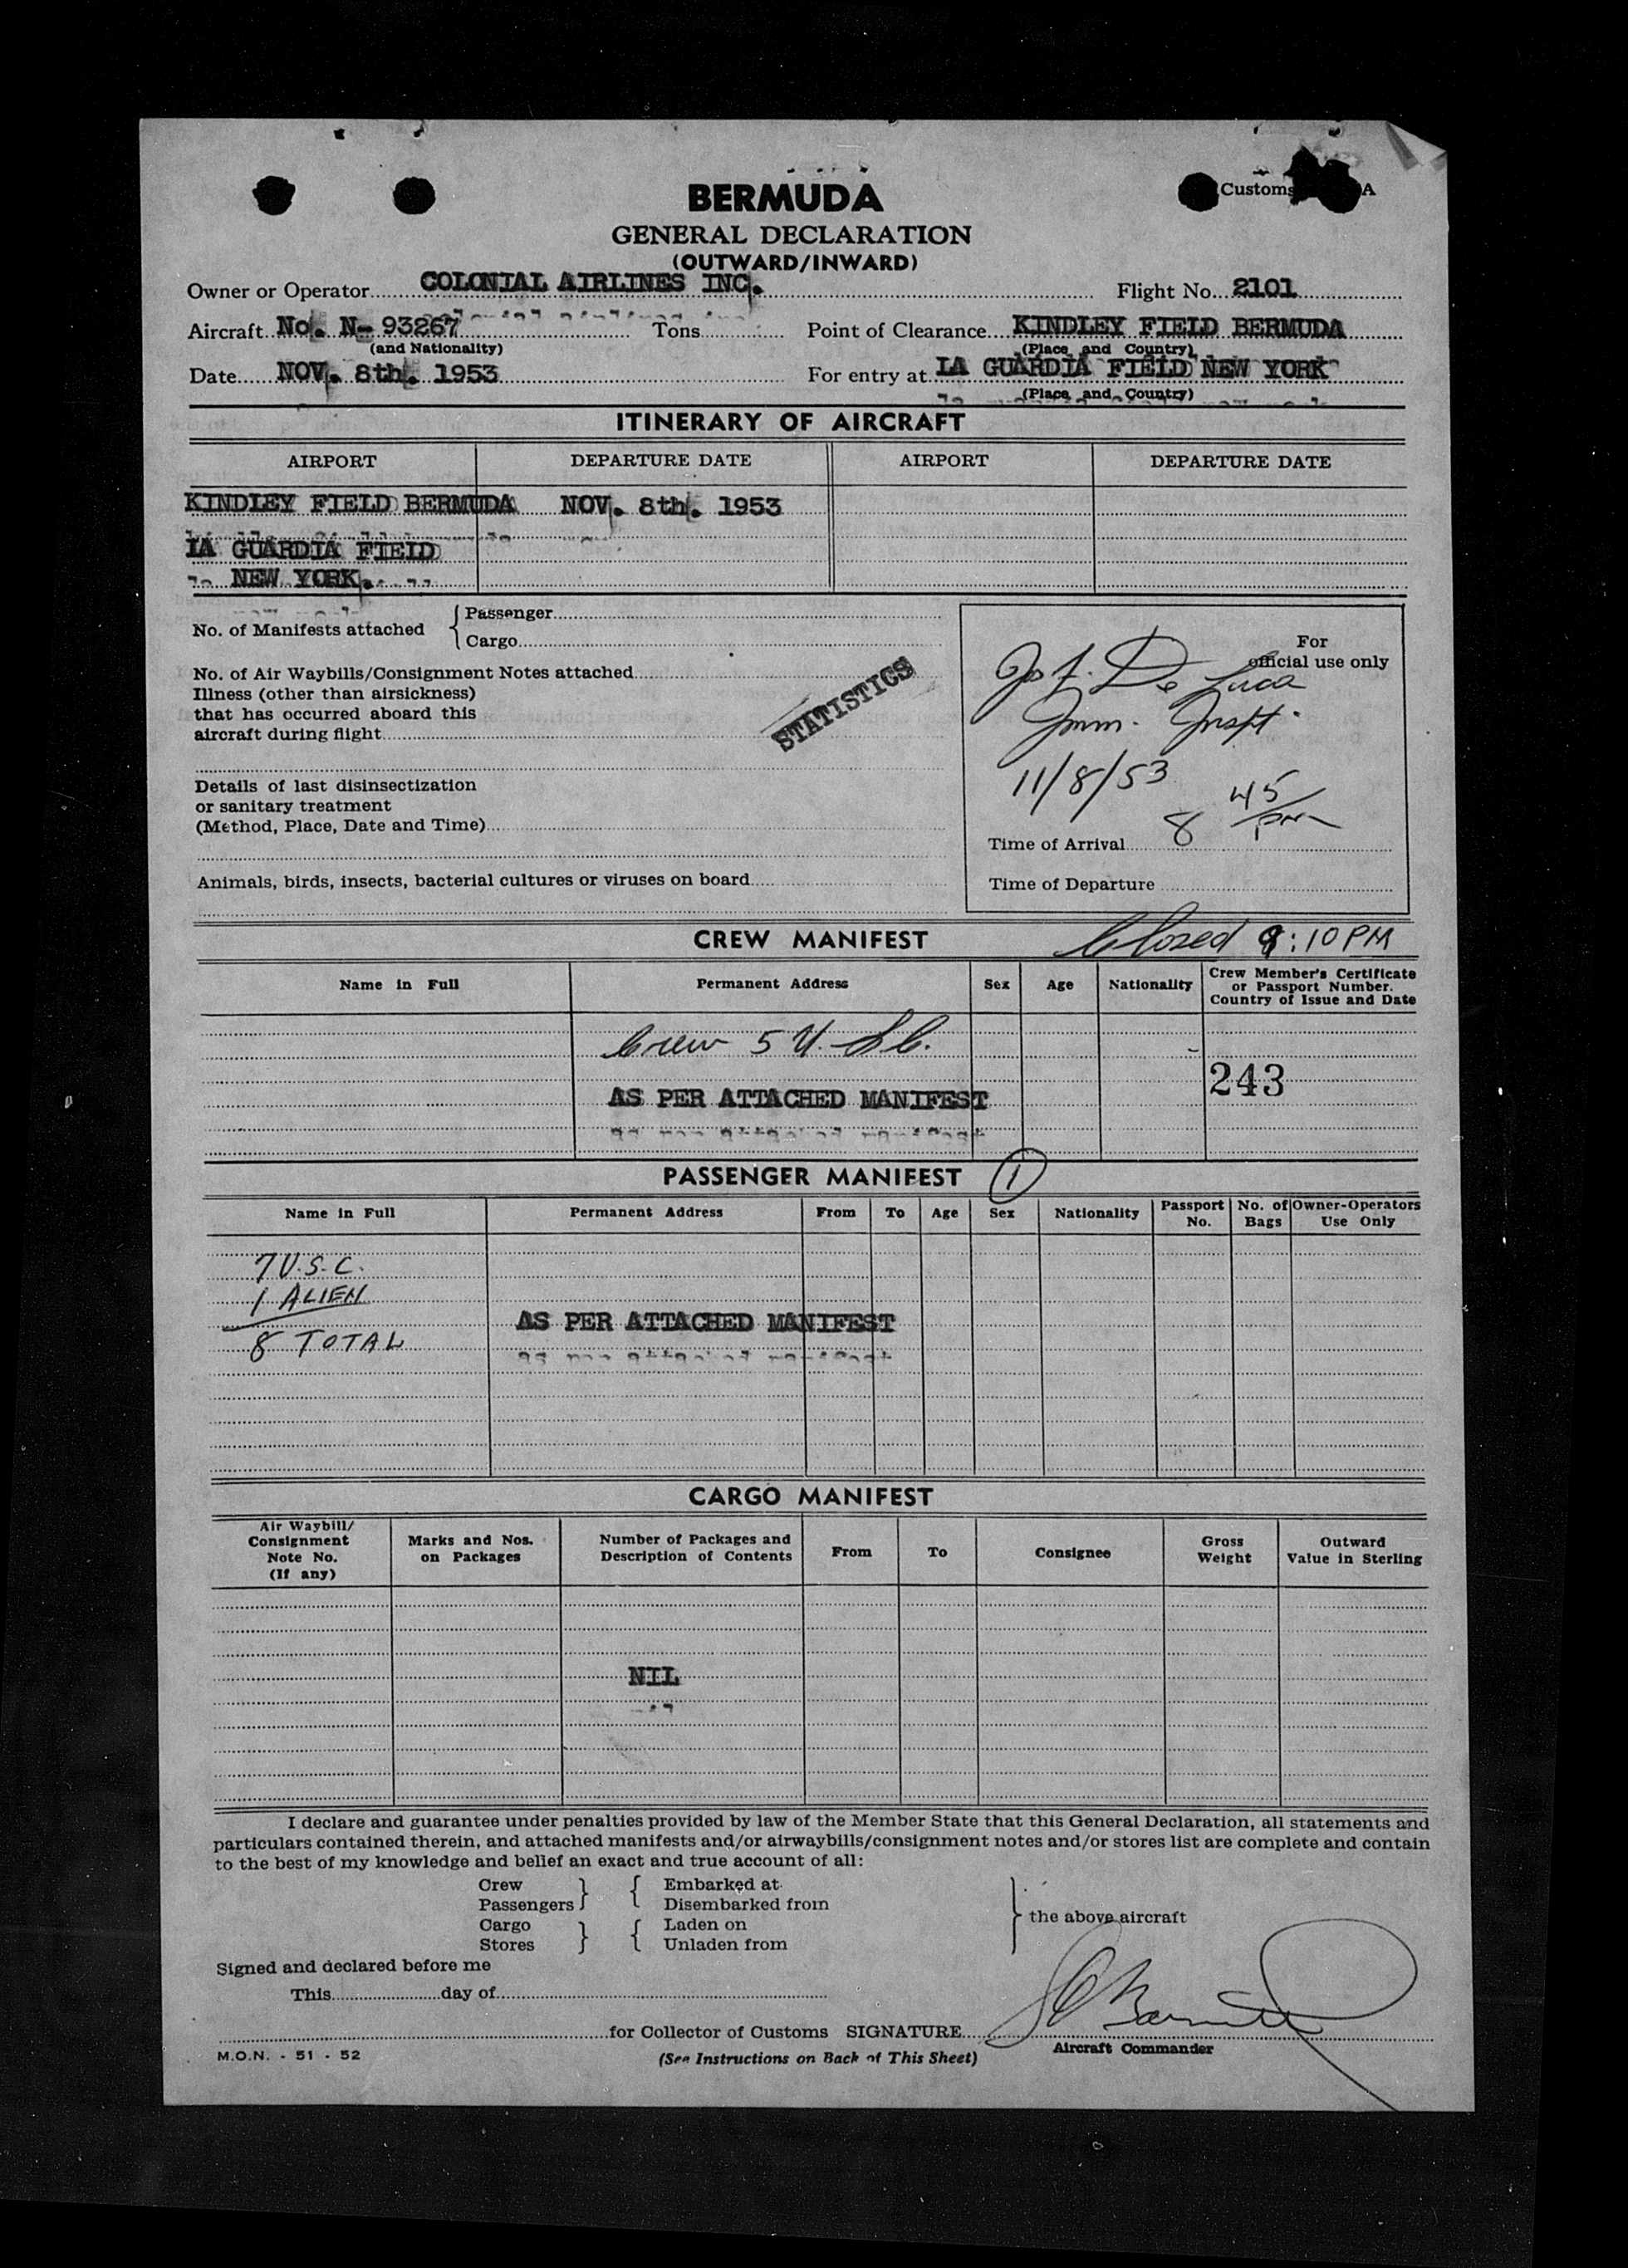 Customs A
BERMUDA
GENERAL DECLARATION
(OUTWARD/INWARD)
Owner or Operator COLONIAL AIRLINES INC. Flight No. 2101
Aircraft No. N- 93267 Tons Point of Clearance KINDLEY FIELD BERMUDA
(and Nationality) (Place and Country)
Date NOV. 8th. 1953 For entry at LA GUARDIA FIELD NEW YORK
(Place and Country)
ITINERARY OF AIRCRAFT
AIRPORT DEPARTURE DATE AIRPORT DEPARTURE DATE
KINDLEY FIELD BERMUDA NOV. 8th. 1953
LA GUARDIA FIELD
NEW YORK.
No. of Manifests attached { Passenger
Cargo
No. of Air Waybills/Consignment Notes attached
Illness (other than airsickness)
that has occurred aboard this
aircraft during flight
STATISTICS
Details of last disinsectization
or sanitary treatment
(Method, Place, Date and Time)
Animals, birds, insects, bacterial cultures or viruses on board
For
official use only
De Luca
Imm. Inspt.
11/8/53
8 45 pm
Time of Arrival
Time of Departure
CREW MANIFEST Closed 9:10 PM
Name in Full Permanent Address Sex Age Nationality Crew Member's Certificate
or Passport Number.
Country of Issue and Date
Crew 5 U.S.C.
243
AS PER ATTACHED MANIFEST
PASSENGER MANIFEST 1
Name in Full Permanent Address From To Age Sex Nationality Passport No. No. of Bags Owner-Operators Use Only
7 U.S.C.
1 ALIEN
AS PER ATTACHED MANIFEST
8 TOTAL
CARGO MANIFEST
Air Waybill/
Consignment
Note No.
(If any)
Marks and Nos.
on Packages
Number of Packages and
Description of Contents
From To Consignee
Gross
Weight
Outward
Value in Sterling
NIL
I declare and guarantee under penalties provided by law of the Member State that this General Declaration, all statements and
particulars contained therein, and attached manifests and/or airwaybills/consignment notes and/or stores list are complete and contain
to the best of my knowledge and belief an exact and true account of all:
Crew } { Embarked at
Passengers Disembarked from
} the above aircraft
Cargo } { Laden on
Stores Unladen from
Signed and declared before me
This day of
for Collector of Customs SIGNATURE
M.O.N. - 51 - 52 (See Instructions on Back of This Sheet) Aircraft Commander